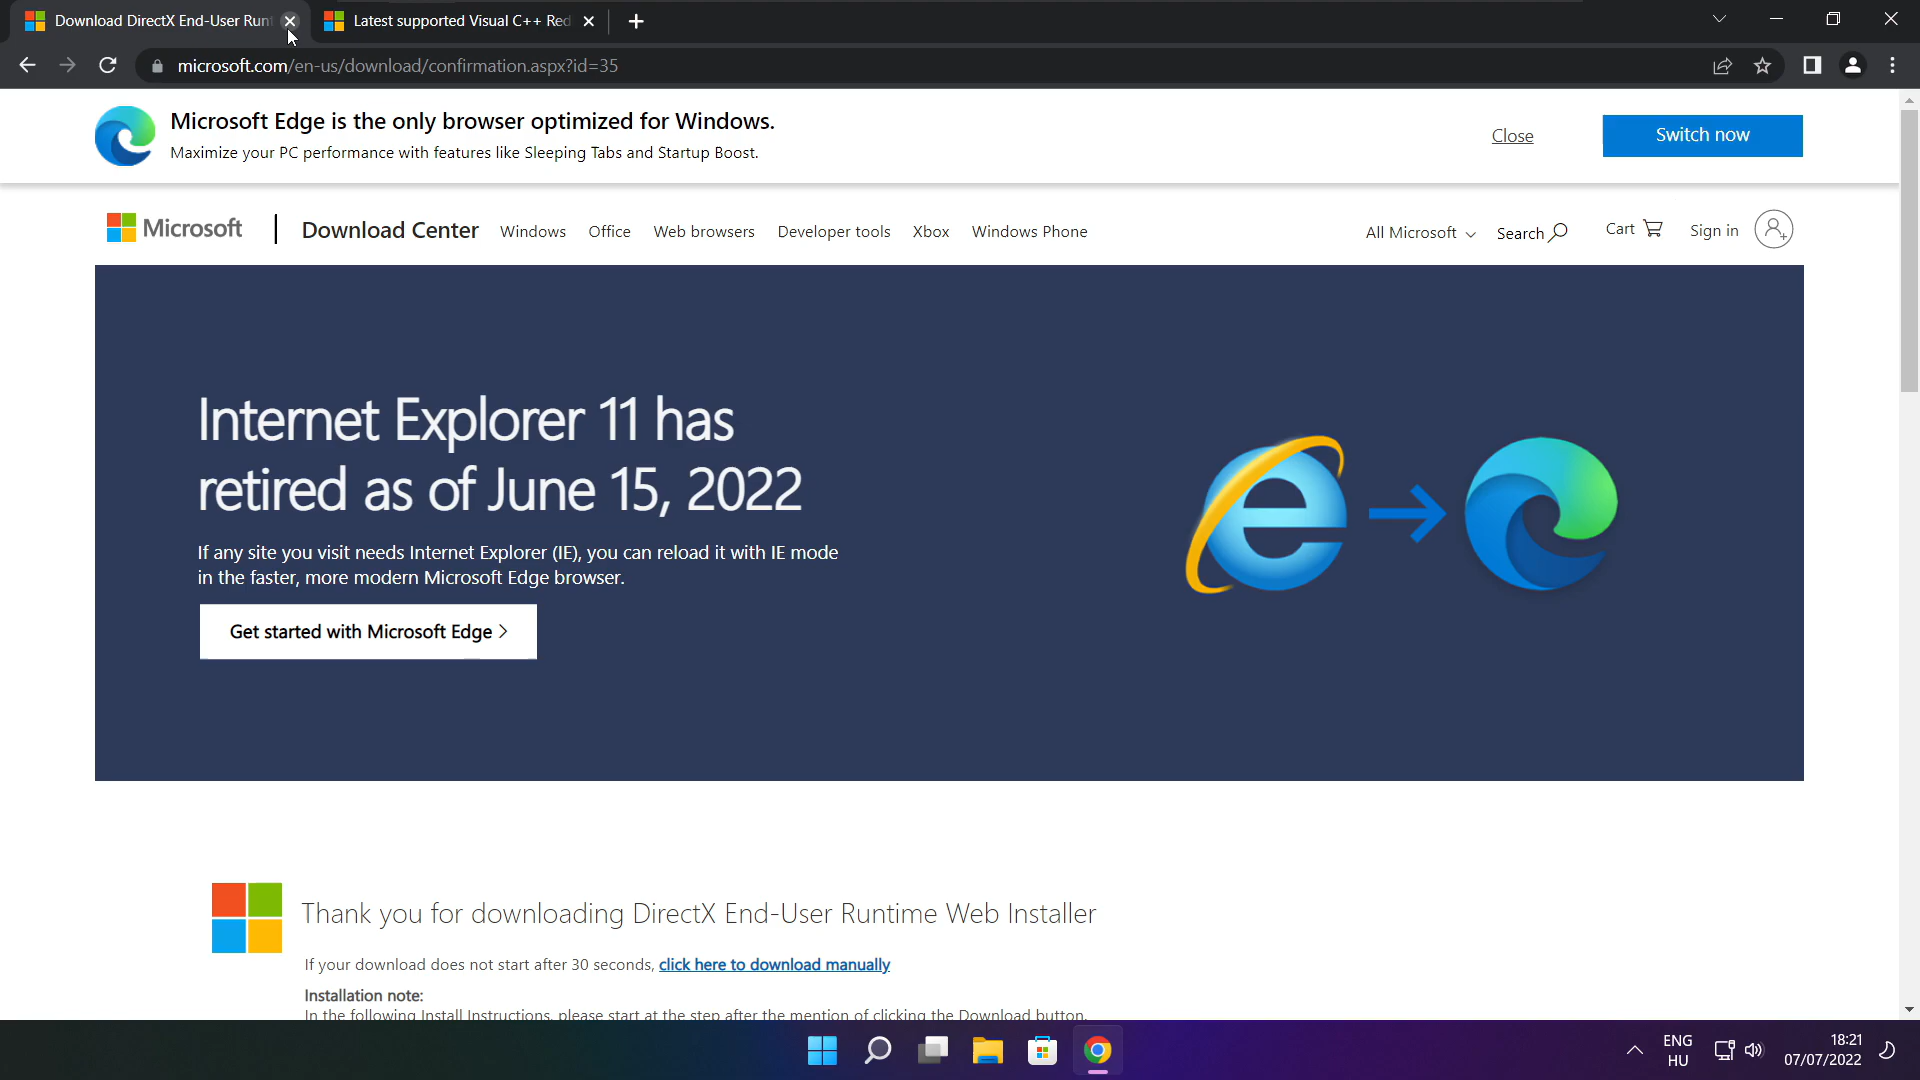 Download DirectX End-User Runt
Latest supported Visual C++ Red
microsoft.com/en-us/download/confirmation.aspx?id=35
Microsoft Edge is the only browser optimized for Windows.
Maximize your PC performance with features like Sleeping Tabs and Startup Boost.
Close
Switch now
Microsoft
Download Center
Windows
Office
Web browsers
Developer tools
Xbox
Windows Phone
All Microsoft
Search
Cart
Sign in
Internet Explorer 11 has
retired as of June 15, 2022
If any site you visit needs Internet Explorer (IE), you can reload it with IE mode
in the faster, more modern Microsoft Edge browser.
Get started with Microsoft Edge >
Thank you for downloading DirectX End-User Runtime Web Installer
If your download does not start after 30 seconds, click here to download manually
Installation note:
In the following Install Instructions, please start at the step after the mention of clicking the Download button.
ENG
HU
18:21
07/07/2022